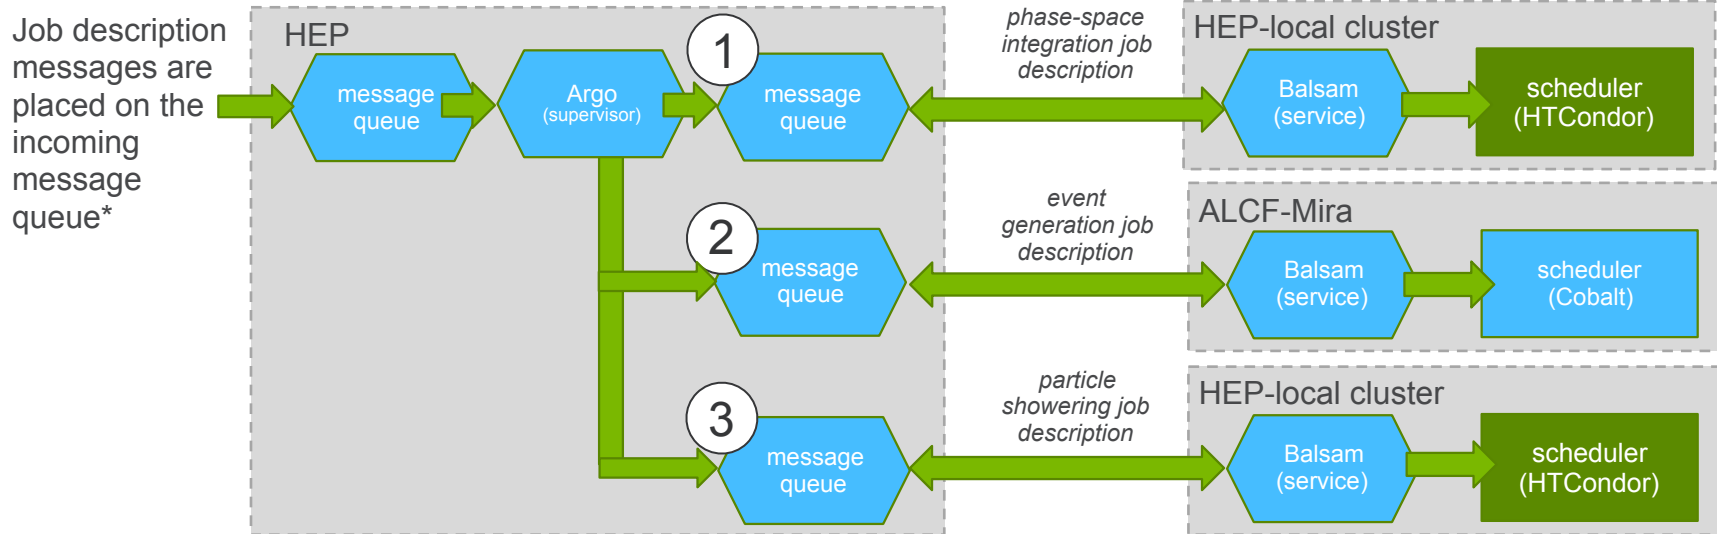 Job description
messages are
placed on the
incoming
message
queue*
HEP
message
queue
Argo
(supervisor)
1
message
queue
phase-space
integration job
description
HEP-local cluster
Balsam
(service)
scheduler
(HTCondor)
2
message
queue
event
generation job
description
ALCF-Mira
Balsam
(service)
scheduler
(Cobalt)
3
message
queue
particle
showering job
description
HEP-local cluster
Balsam
(service)
scheduler
(HTCondor)